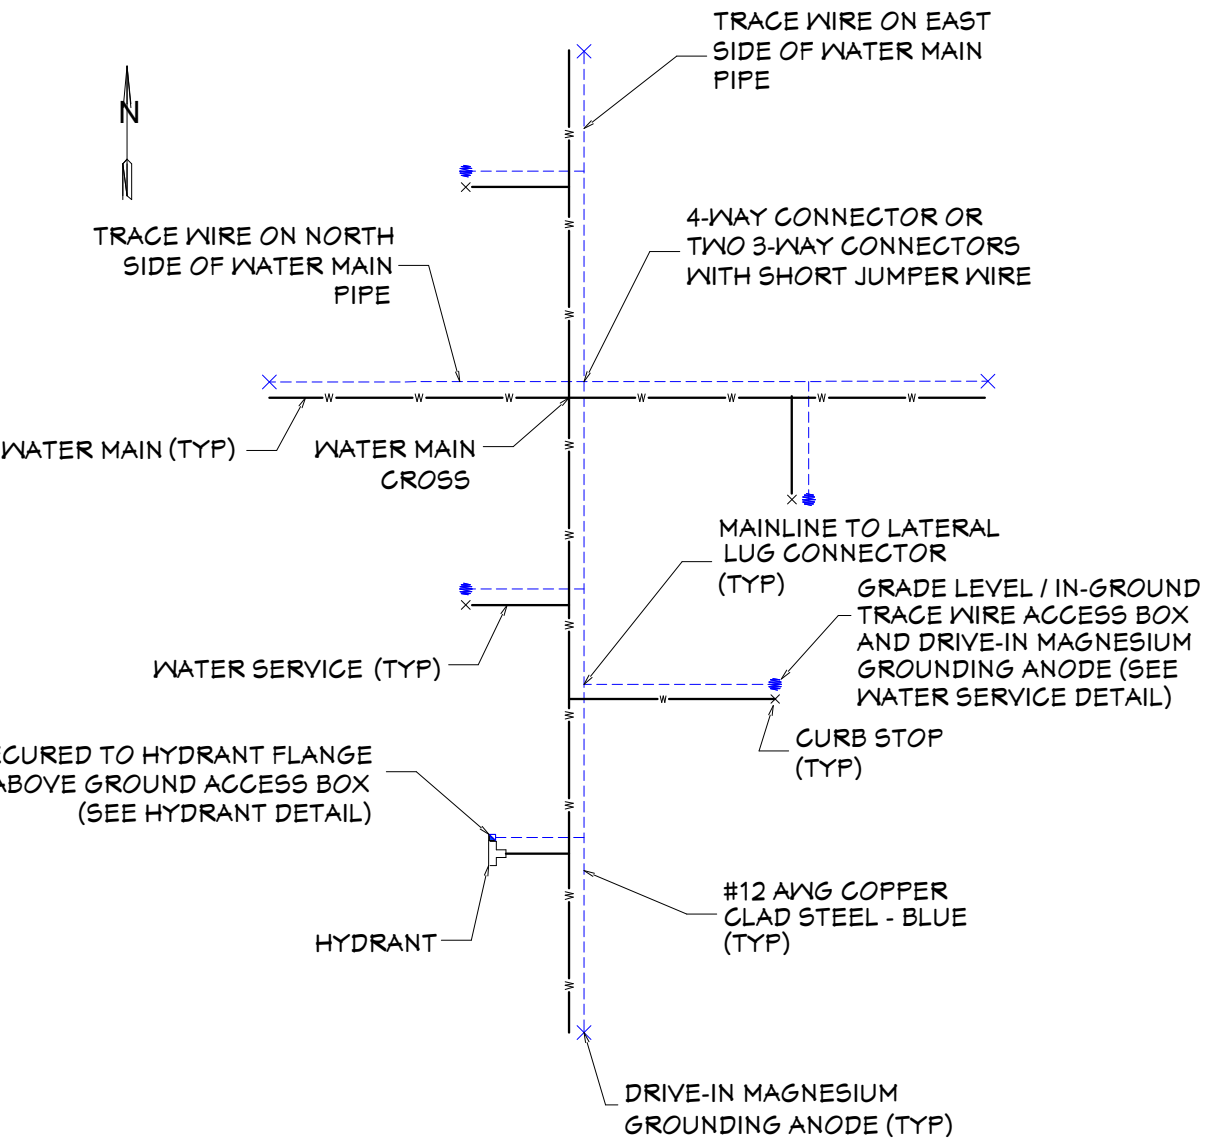 TRACE WIRE ON EAST
SIDE OF WATER MAIN
PIPE
N
TRACE WIRE ON NORTH
SIDE OF WATER MAIN
PIPE
4-WAY CONNECTOR OR
TWO 3-WAY CONNECTORS
WITH SHORT JUMPER WIRE
W
W
W
W W W W W W W
WATER MAIN (TYP)
WATER MAIN
CROSS
W
W
W
MAINLINE TO LATERAL
LUG CONNECTOR
(TYP)
GRADE LEVEL / IN-GROUND
TRACE WIRE ACCESS BOX
AND DRIVE-IN MAGNESIUM
GROUNDING ANODE (SEE
WATER SERVICE DETAIL)
WATER SERVICE (TYP)
W
W
CURB STOP
(TYP)
TO HYDRANT FLANGE
ABOVE GROUND ACCESS BOX
(SEE HYDRANT DETAIL)
W
W
W
HYDRANT
#12 AWG COPPER
CLAD STEEL - BLUE
(TYP)
DRIVE-IN MAGNESIUM
GROUNDING ANODE (TYP)